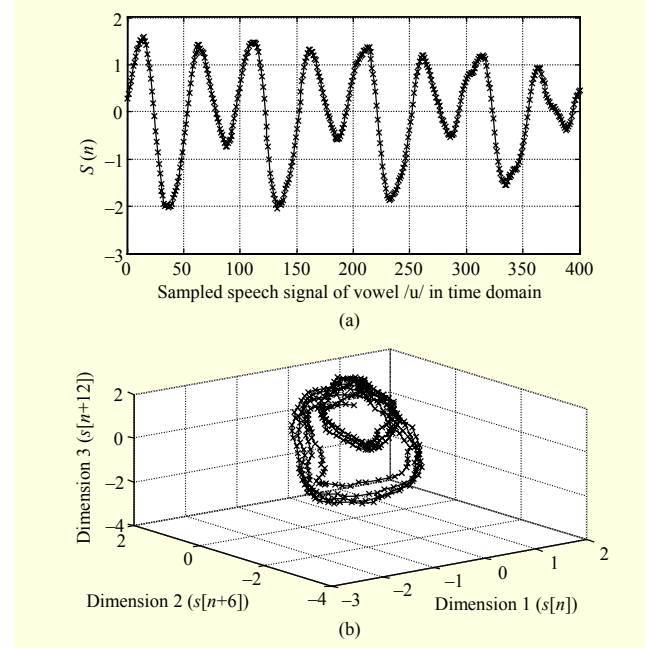 2
1
0
–1
–2
–3
S (n)
0 50 100 150 200 250 300 350 400
Sampled speech signal of vowel /u/ in time domain
(a)
2
0
–2
–4
Dimension 3 (s[n+12])
2
0
–2
–4
Dimension 2 (s[n+6])
–3
–2
–1
0
1
2
Dimension 1 (s[n])
(b)